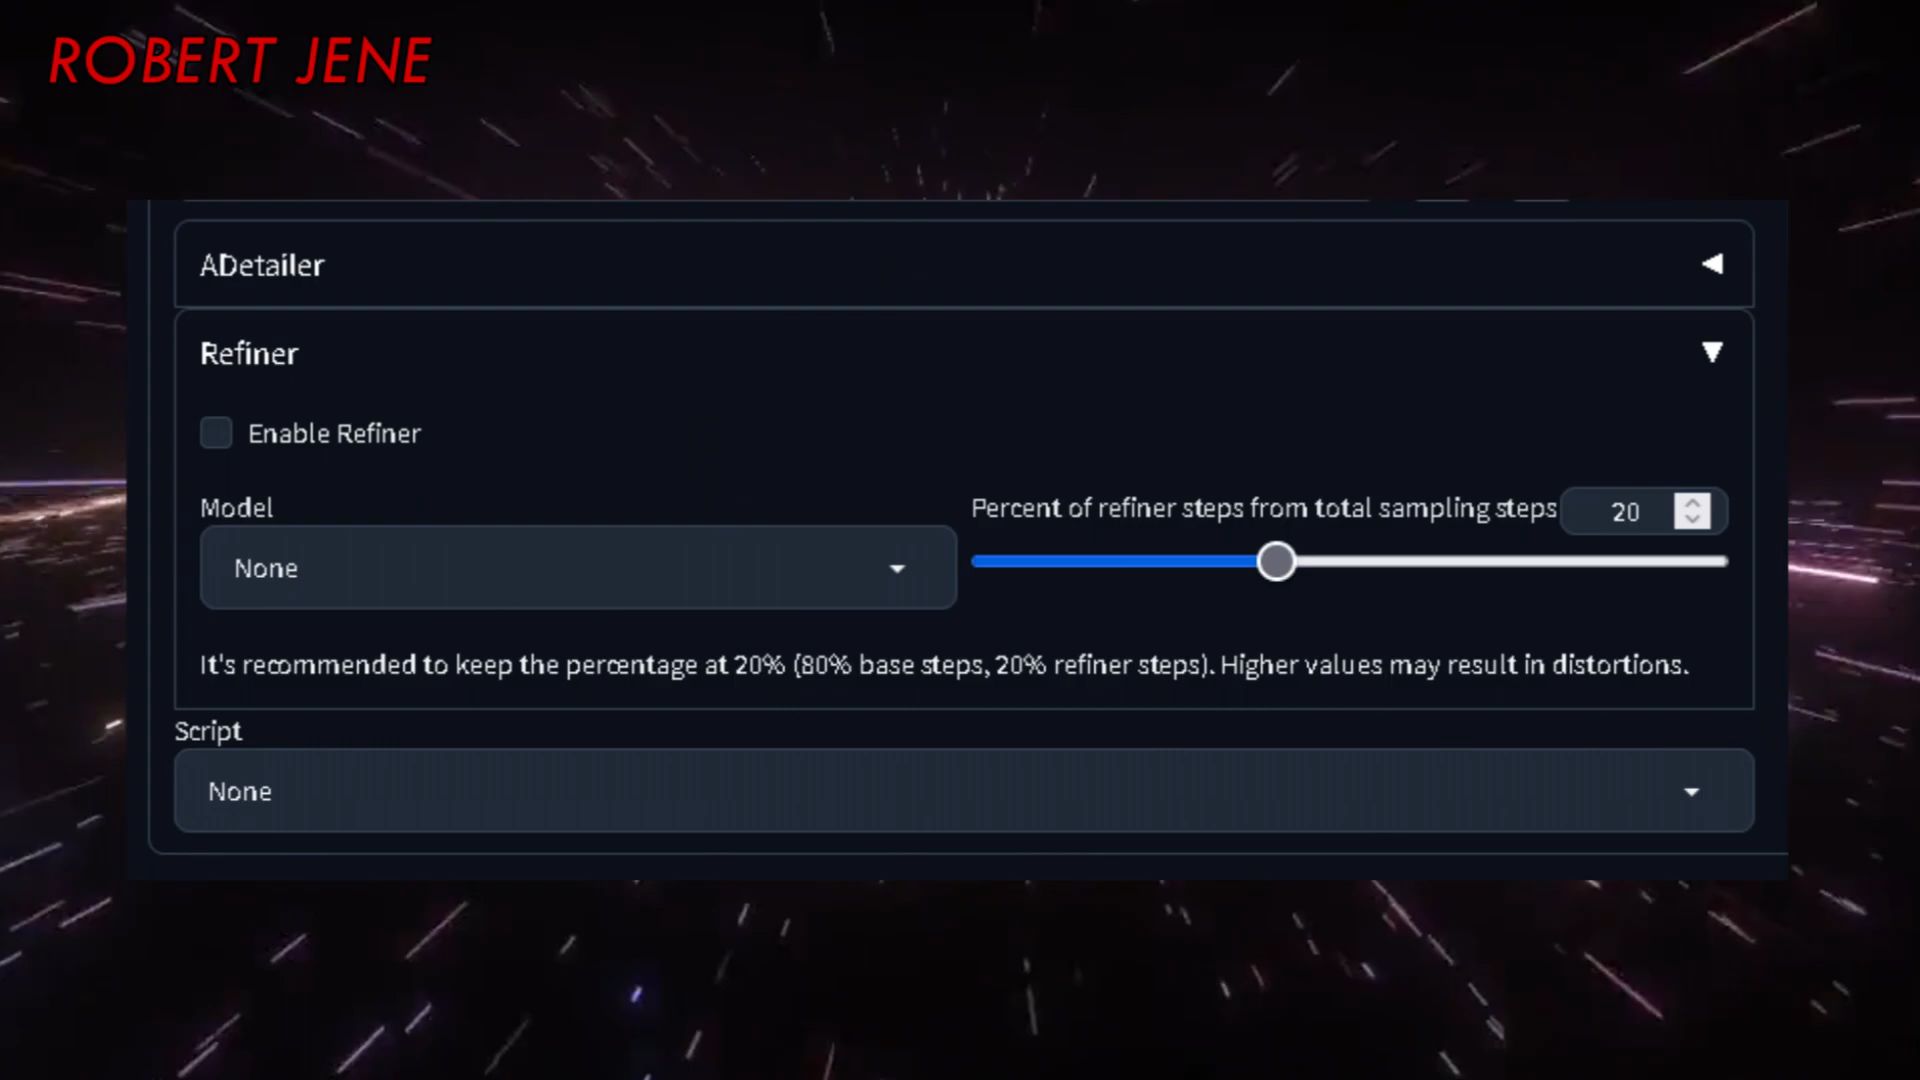 ROBERT JENE
ADetailer
Refiner
Enable Refiner
Model
Percent of refiner steps from total sampling steps 20
None
It's recommended to keep the percentage at 20% (80% base steps, 20% refiner steps). Higher values may result in distortions.
Script
None